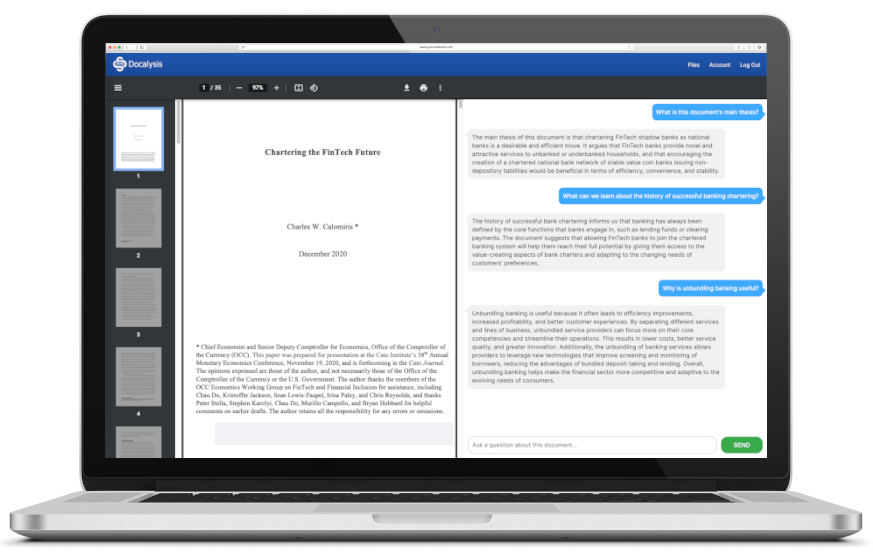 www.yourwebsite.com
Docalysis
Files Account Log Out
1 / 35 97%
1
2
3
4
Chartering the FinTech Future
Charles W. Calomiris *
December 2020
* Chief Economist and Senior Deputy Comptroller for Economics, Office of the Comptroller of
the Currency (OCC). This paper was prepared for presentation at the Cato Institute's 38th Annual
Monetary Economics Conference, November 19, 2020, and is forthcoming in the Cato Journal.
The opinions expressed are those of the author, and not necessarily those of the Office of the
Comptroller of the Currency or the U.S. Government. The author thanks the members of the
OCC Economics Working Group on FinTech and Financial Inclusion for assistance, including
Chau Do, Kristoffer Jackson, Sean Lewis-Faupel, Irina Paley, and Chris Reynolds, and thanks
Peter Stella, Stephen Karolyi, Chau Do, Murillo Campello, and Bryan Hubbard for helpful
comments on earlier drafts. The author retains all the responsibility for any errors or omissions.
What is this document's main thesis?
The main thesis of this document is that chartering FinTech shadow banks as national
banks is a desirable and efficient move. It argues that FinTech banks provide novel and
attractive services to unbanked or underbanked households, and that encouraging the
creation of a chartered national bank network of stable value coin banks issuing non-
depository liabilities would be beneficial in terms of efficiency, convenience, and stability.
What can we learn about the history of successful banking chartering?
The history of successful bank chartering informs us that banking has always been
defined by the core functions that banks engage in, such as lending funds or clearing
payments. The document suggests that allowing FinTech banks to join the chartered
banking system will help them reach their full potential by giving them access to the
value-creating aspects of bank charters and adapting to the changing needs of
customers' preferences.
Why is unbundling banking useful?
Unbundling banking is useful because it often leads to efficiency improvements,
increased profitability, and better customer experiences. By separating different services
and lines of business, unbundled service providers can focus more on their core
competencies and streamline their operations. This results in lower costs, better service
quality, and greater innovation. Additionally, the unbundling of banking services allows
providers to leverage new technologies that improve screening and monitoring of
borrowers, reducing the advantages of bundled deposit-taking and lending. Overall,
unbundling banking helps make the financial sector more competitive and adaptive to the
evolving needs of consumers.
Ask a question about this document...
SEND